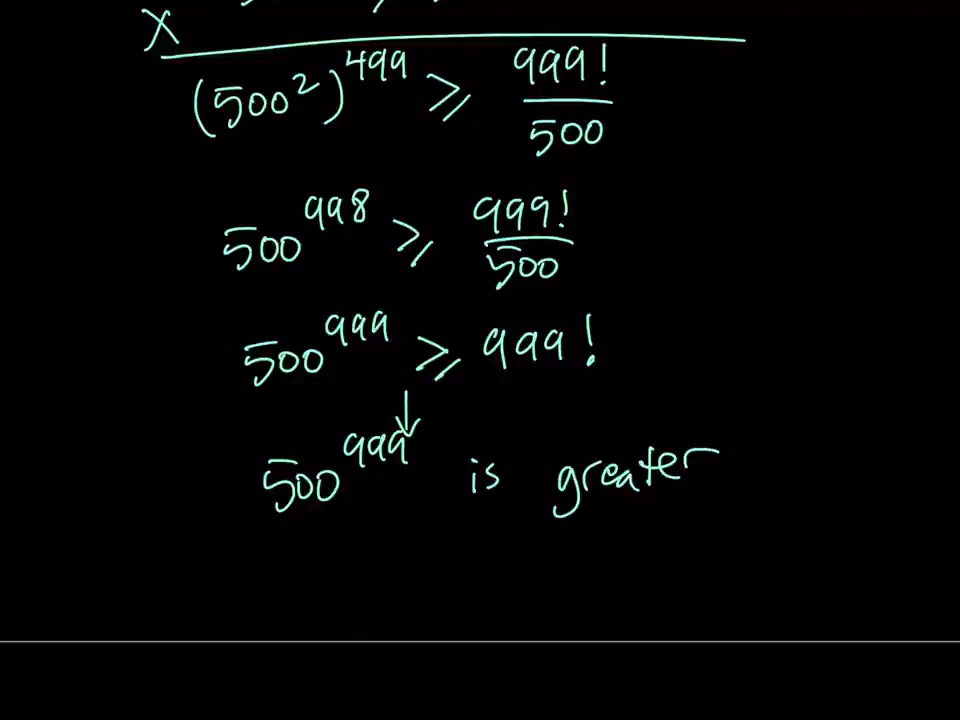 x
(500²)⁴⁹⁹ ⩾ 999!/500
500⁹⁹⁸ ⩾ 999!/500
500⁹⁹⁹ ⩾ 999!
↓
500⁹⁹⁹ is greater